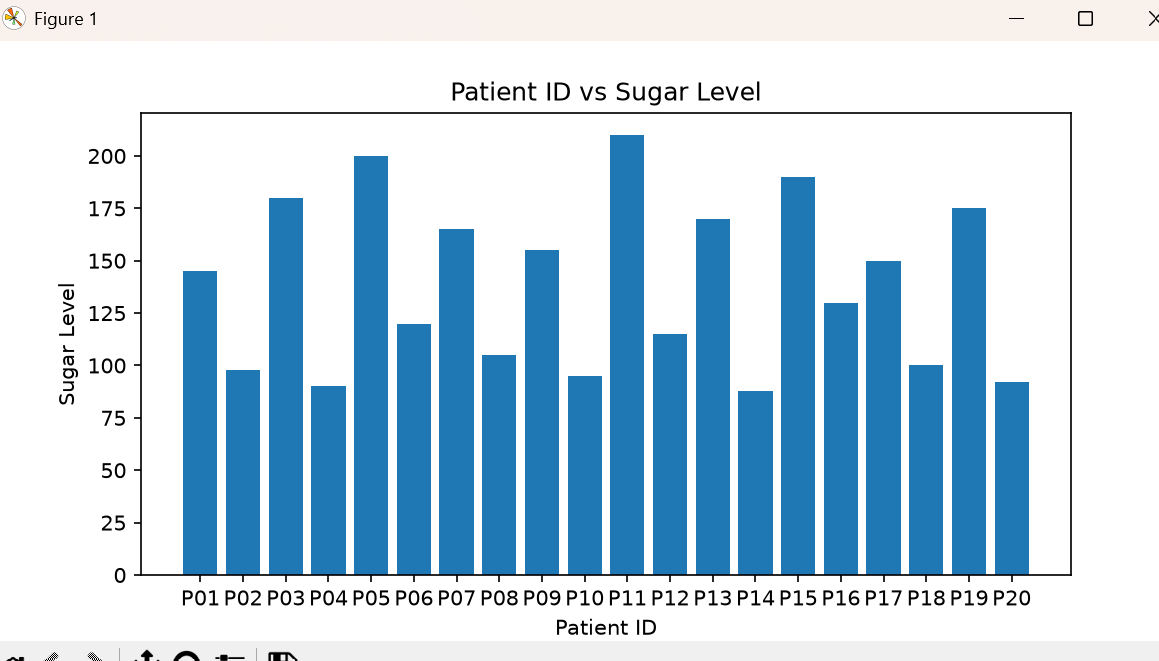 Figure 1
Patient ID vs Sugar Level
200
175
150
125
100
75
50
25
0
Sugar Level
P01 P02 P03 P04 P05 P06 P07 P08 P09 P10 P11 P12 P13 P14 P15 P16 P17 P18 P19 P20
Patient ID